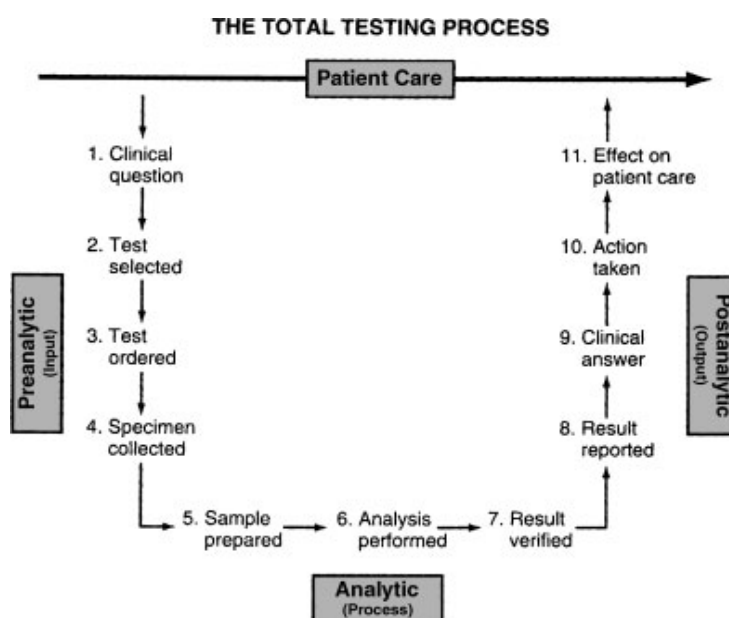 THE TOTAL TESTING PROCESS
Patient Care
1. Clinical
question
2. Test
selected
3. Test
ordered
4. Specimen
collected
5. Sample
prepared
6. Analysis
performed
7. Result
verified
8. Result
reported
9. Clinical
answer
10. Action
taken
11. Effect on
patient care
Preanalytic
(Input)
Analytic
(Process)
Postanalytic
(Output)